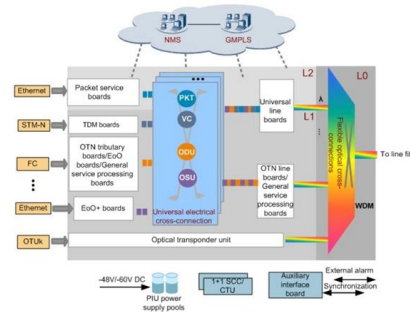 NMS
GMPLS
L2
L0
Ethernet
Packet service
boards
PKT
Universal
line
boards
λ
L1
STM-N
TDM boards
VC
FC
OTN tributary
boards/EoO
boards/General
service processing
boards
ODU
Flexible optical cross-
connections
To line fi
OSU
OTN line
boards/
General
service
processing
boards
Ethernet
EoO+ boards
Universal electrical
cross-connection
WDM
OTUk
Optical transponder unit
-48V/-60V DC
PIU power
supply pools
1+1 SCC/
CTU
Auxiliary
interface
board
External alarm
Synchronization